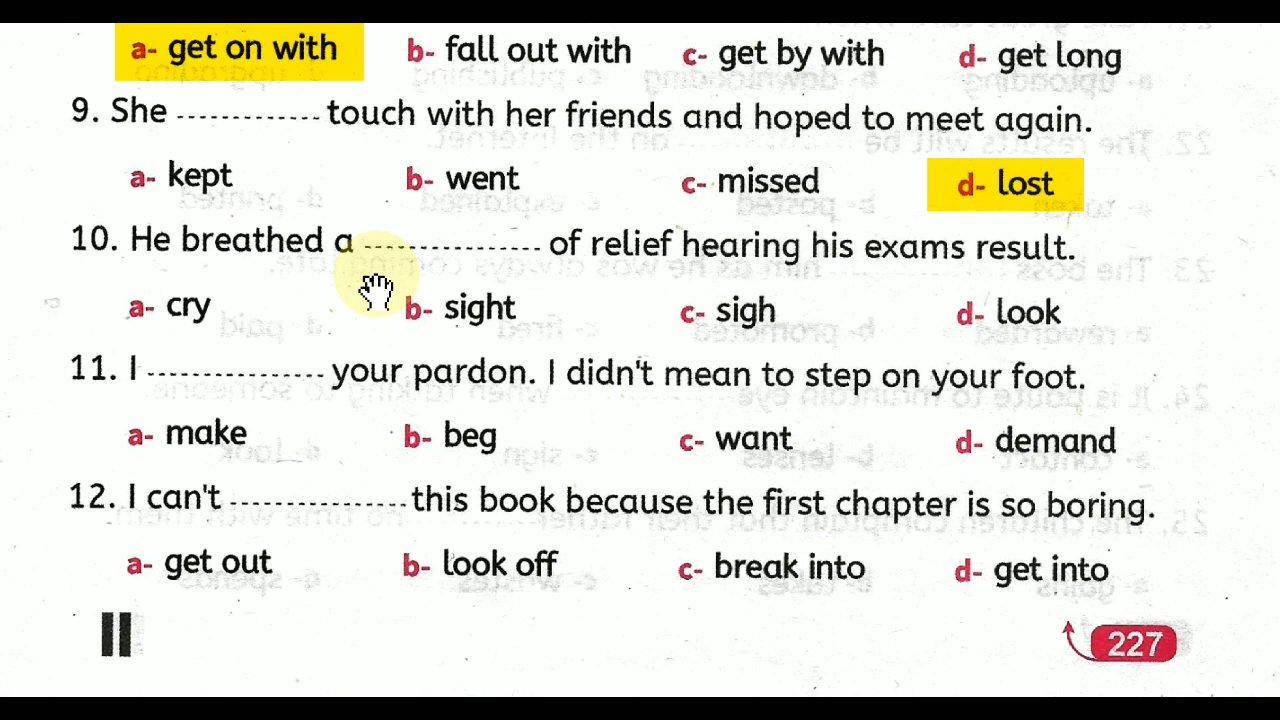 a- get on with b- fall out with c- get by with d- get long
9. She .............. touch with her friends and hoped to meet again.
a- kept b- went c- missed d- lost
10. He breathed a ................. of relief hearing his exams result.
a- cry b- sight c- sigh d- look
11. I ................. your pardon. I didn't mean to step on your foot.
a- make b- beg c- want d- demand
12. I can't ................. this book because the first chapter is so boring.
a- get out b- look off c- break into d- get into
227